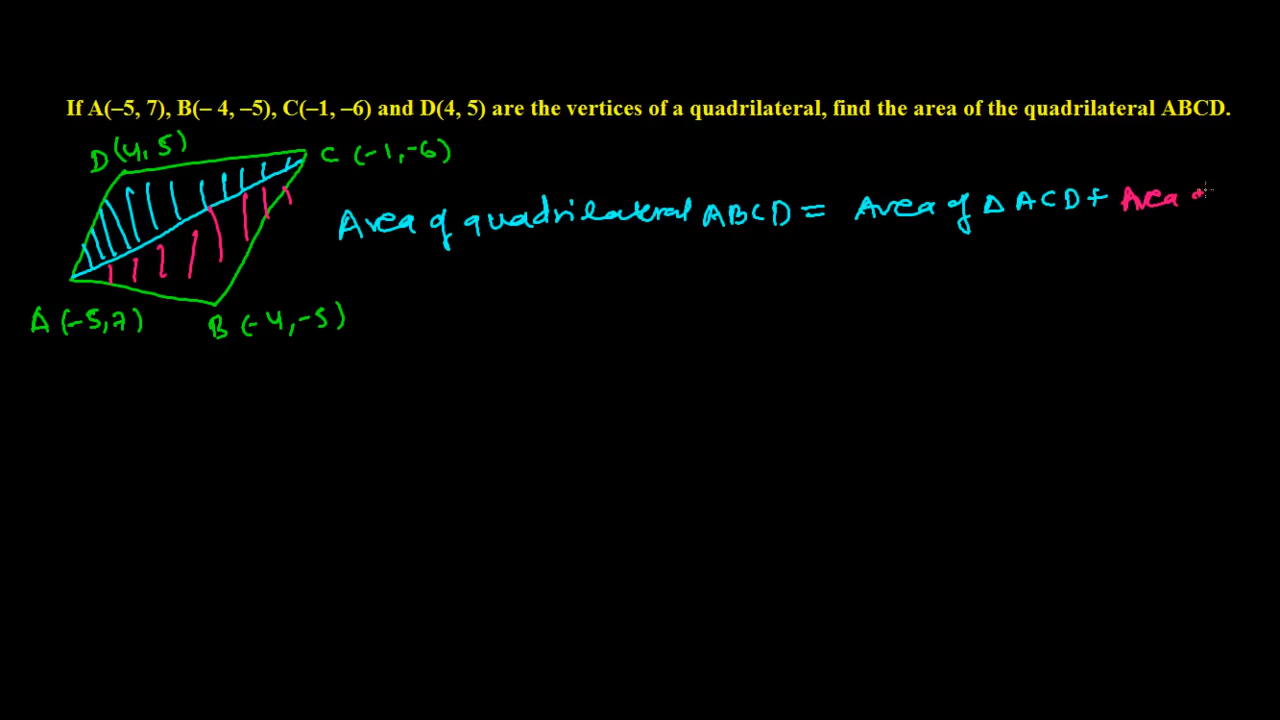 If A(–5, 7), B(– 4, –5), C(–1, –6) and D(4, 5) are the vertices of a quadrilateral, find the area of the quadrilateral ABCD.
D (4, 5)
C (-1, -6)
Area of quadrilateral ABCD = Area of Δ ACD + Area
A (-5, 7)
B (-4, -5)